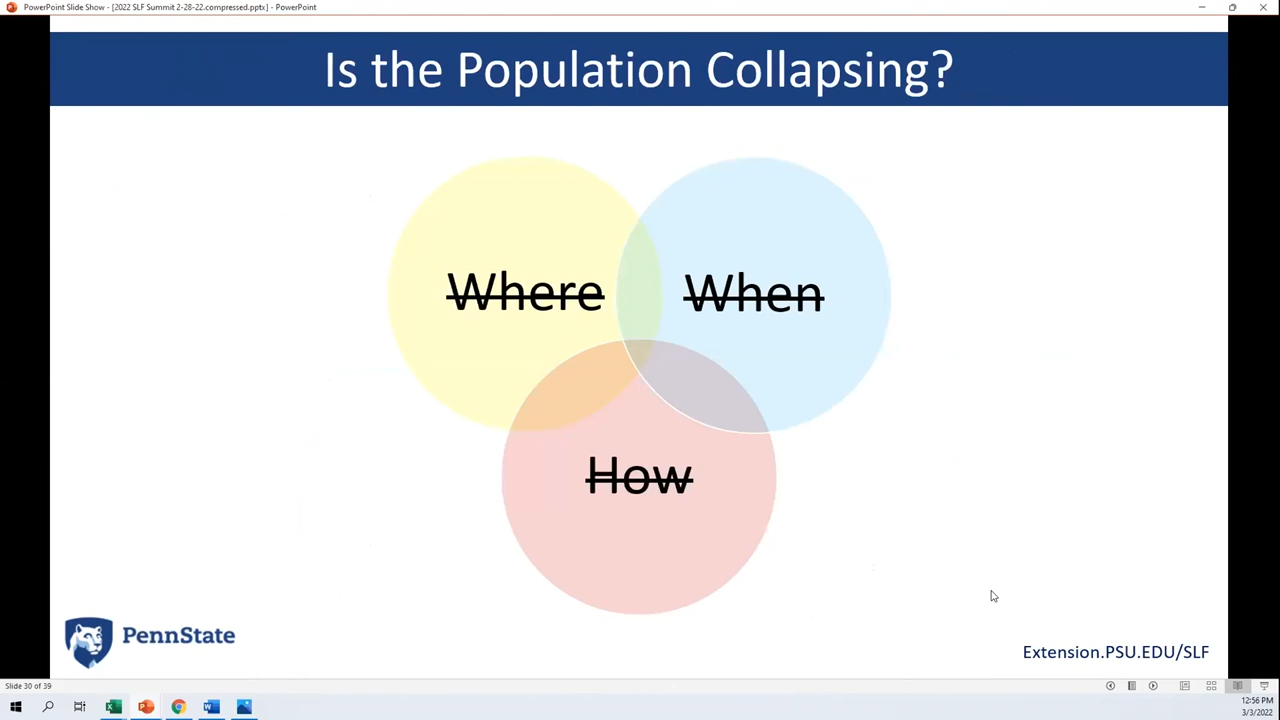 PowerPoint Slide Show - [2022 SLF Summit 2-28-22.compressed.pptx] - PowerPoint
Is the Population Collapsing?
Where
When
How
PennState
Extension.PSU.EDU/SLF
Slide 30 of 39
12:56 PM
3/3/2022